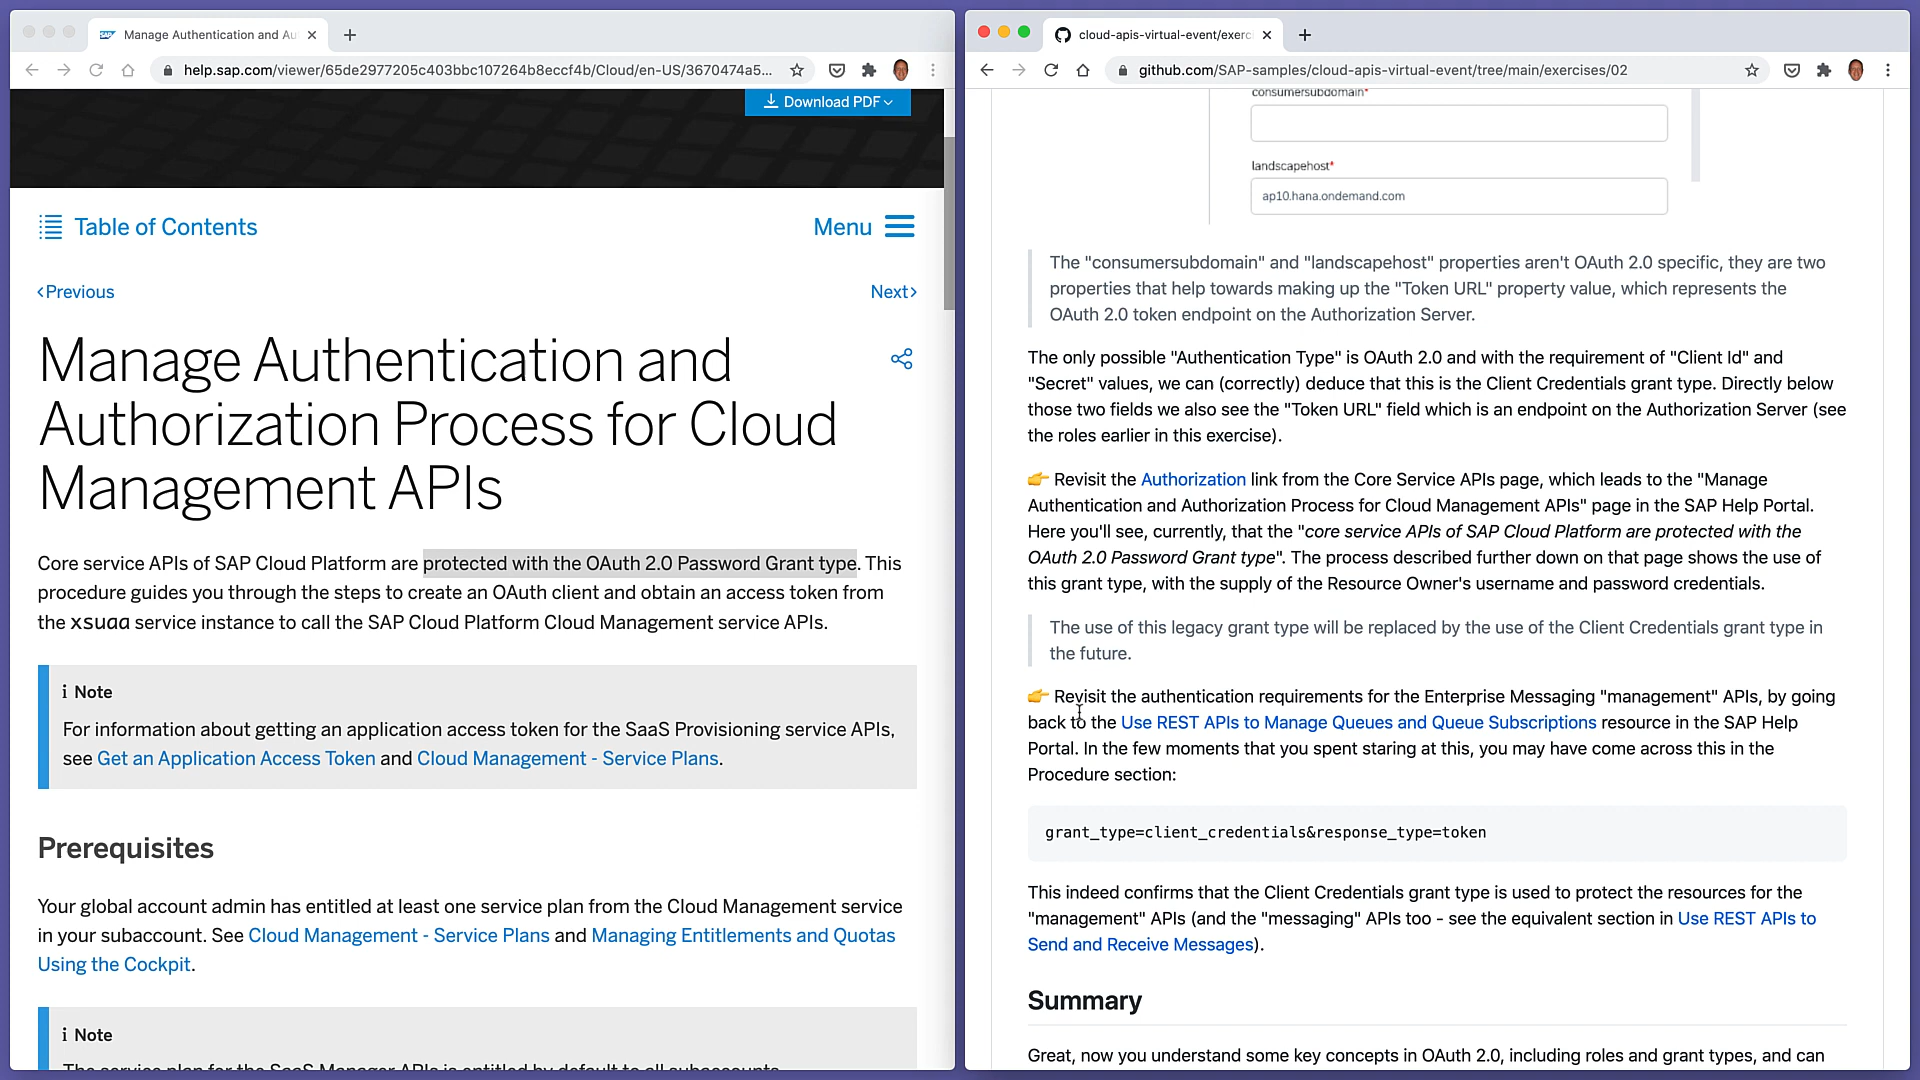 Manage Authentication and Au
help.sap.com/viewer/65de2977205c403bbc107264b8eccf4b/Cloud/en-US/3670474a5...
Download PDF
Table of Contents
Menu
Previous
Next
Manage Authentication and
Authorization Process for Cloud
Management APIs
Core service APIs of SAP Cloud Platform are protected with the OAuth 2.0 Password Grant type. This
procedure guides you through the steps to create an OAuth client and obtain an access token from
the xsuaa service instance to call the SAP Cloud Platform Cloud Management service APIs.
i Note
For information about getting an application access token for the SaaS Provisioning service APIs,
see Get an Application Access Token and Cloud Management - Service Plans.
Prerequisites
Your global account admin has entitled at least one service plan from the Cloud Management service
in your subaccount. See Cloud Management - Service Plans and Managing Entitlements and Quotas
Using the Cockpit.
i Note
The service plan for the SaaS Manager APIs is entitled by default to all subaccounts.
cloud-apis-virtual-event/exerc
github.com/SAP-samples/cloud-apis-virtual-event/tree/main/exercises/02
consumersubdomain*
landscapehost*
ap10.hana.ondemand.com
The "consumersubdomain" and "landscapehost" properties aren't OAuth 2.0 specific, they are two
properties that help towards making up the "Token URL" property value, which represents the
OAuth 2.0 token endpoint on the Authorization Server.
The only possible "Authentication Type" is OAuth 2.0 and with the requirement of "Client Id" and
"Secret" values, we can (correctly) deduce that this is the Client Credentials grant type. Directly below
those two fields we also see the "Token URL" field which is an endpoint on the Authorization Server (see
the roles earlier in this exercise).
👉 Revisit the Authorization link from the Core Service APIs page, which leads to the "Manage
Authentication and Authorization Process for Cloud Management APIs" page in the SAP Help Portal.
Here you'll see, currently, that the "core service APIs of SAP Cloud Platform are protected with the
OAuth 2.0 Password Grant type". The process described further down on that page shows the use of
this grant type, with the supply of the Resource Owner's username and password credentials.
The use of this legacy grant type will be replaced by the use of the Client Credentials grant type in
the future.
👉 Revisit the authentication requirements for the Enterprise Messaging "management" APIs, by going
back to the Use REST APIs to Manage Queues and Queue Subscriptions resource in the SAP Help
Portal. In the few moments that you spent staring at this, you may have come across this in the
Procedure section:
grant_type=client_credentials&response_type=token
This indeed confirms that the Client Credentials grant type is used to protect the resources for the
"management" APIs (and the "messaging" APIs too - see the equivalent section in Use REST APIs to
Send and Receive Messages).
Summary
Great, now you understand some key concepts in OAuth 2.0, including roles and grant types, and can